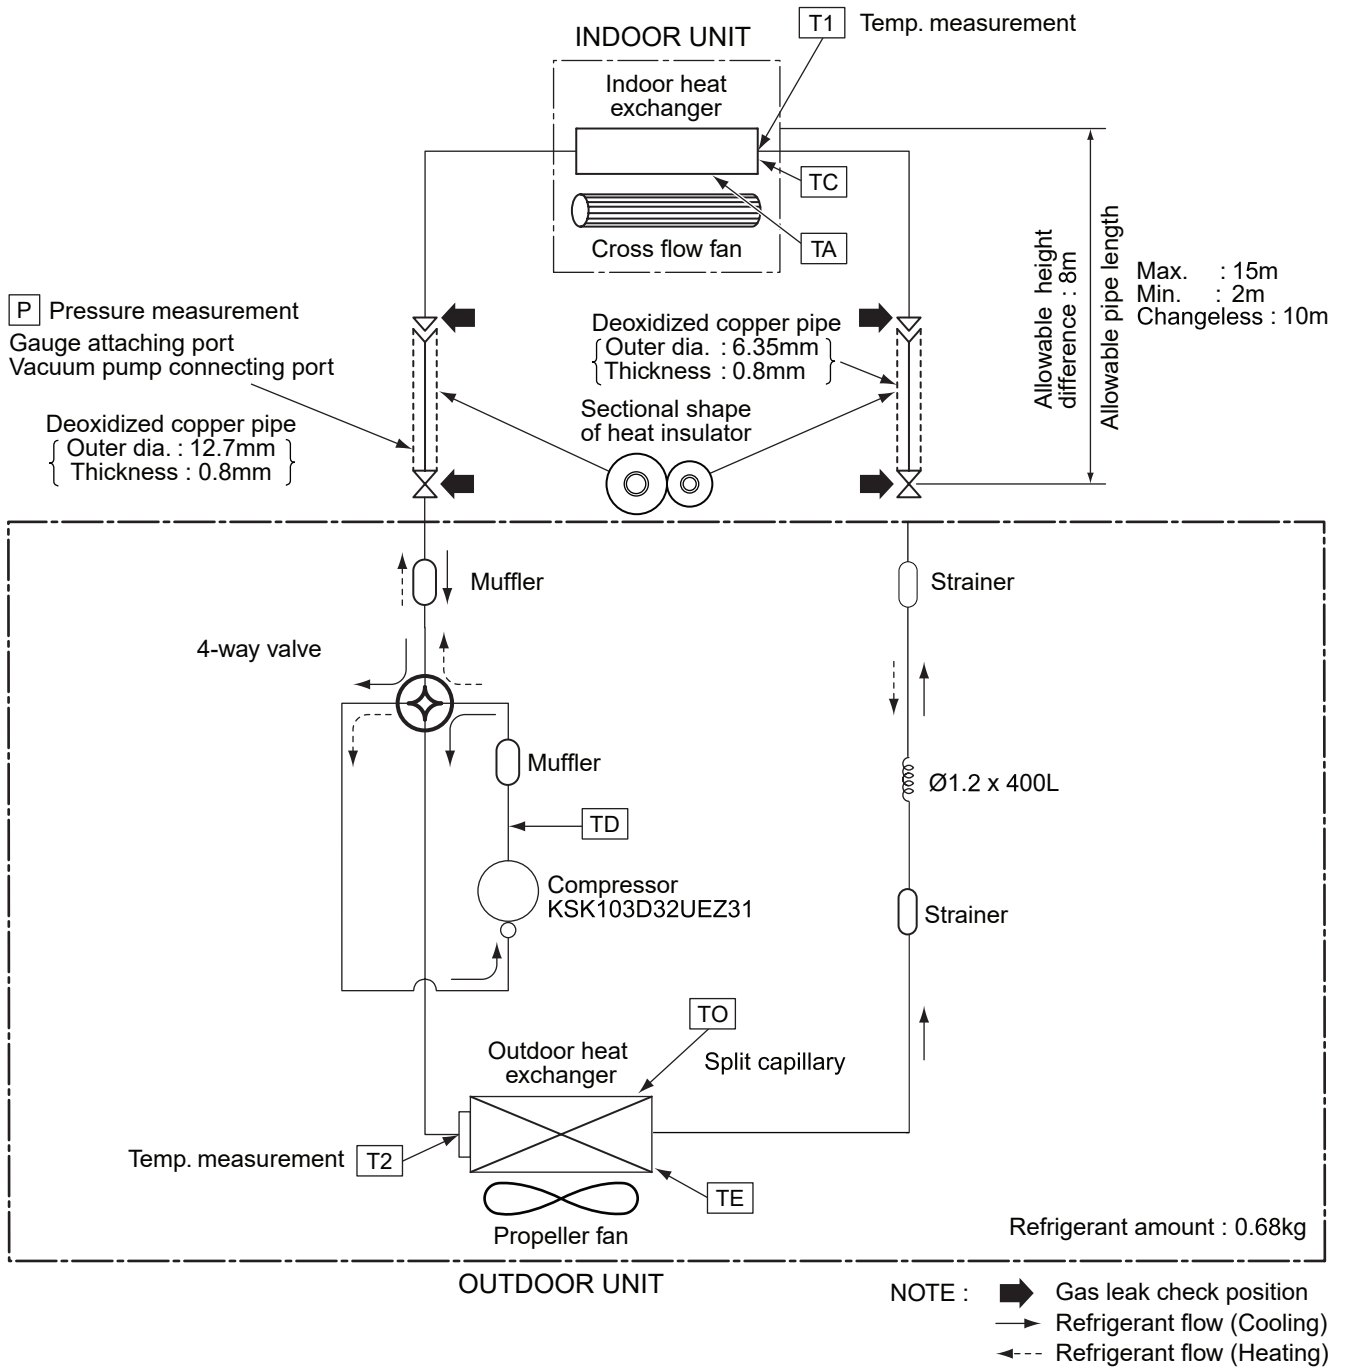 T1 Temp. measurement
INDOOR UNIT
Indoor heat
exchanger
TC
TA
Cross flow fan
Allowable height
difference : 8m
Allowable pipe length
Max. : 15m
Min. : 2m
Changeless : 10m
P Pressure measurement
Gauge attaching port
Vacuum pump connecting port
Deoxidized copper pipe
Outer dia. : 12.7mm
Thickness : 0.8mm
Deoxidized copper pipe
Outer dia. : 6.35mm
Thickness : 0.8mm
Sectional shape
of heat insulator
Muffler
Strainer
4-way valve
Muffler
Ø1.2 x 400L
TD
Compressor
KSK103D32UEZ31
Strainer
TO
Outdoor heat
exchanger
Split capillary
Temp. measurement T2
TE
Propeller fan
Refrigerant amount : 0.68kg
OUTDOOR UNIT
NOTE :
Gas leak check position
Refrigerant flow (Cooling)
Refrigerant flow (Heating)